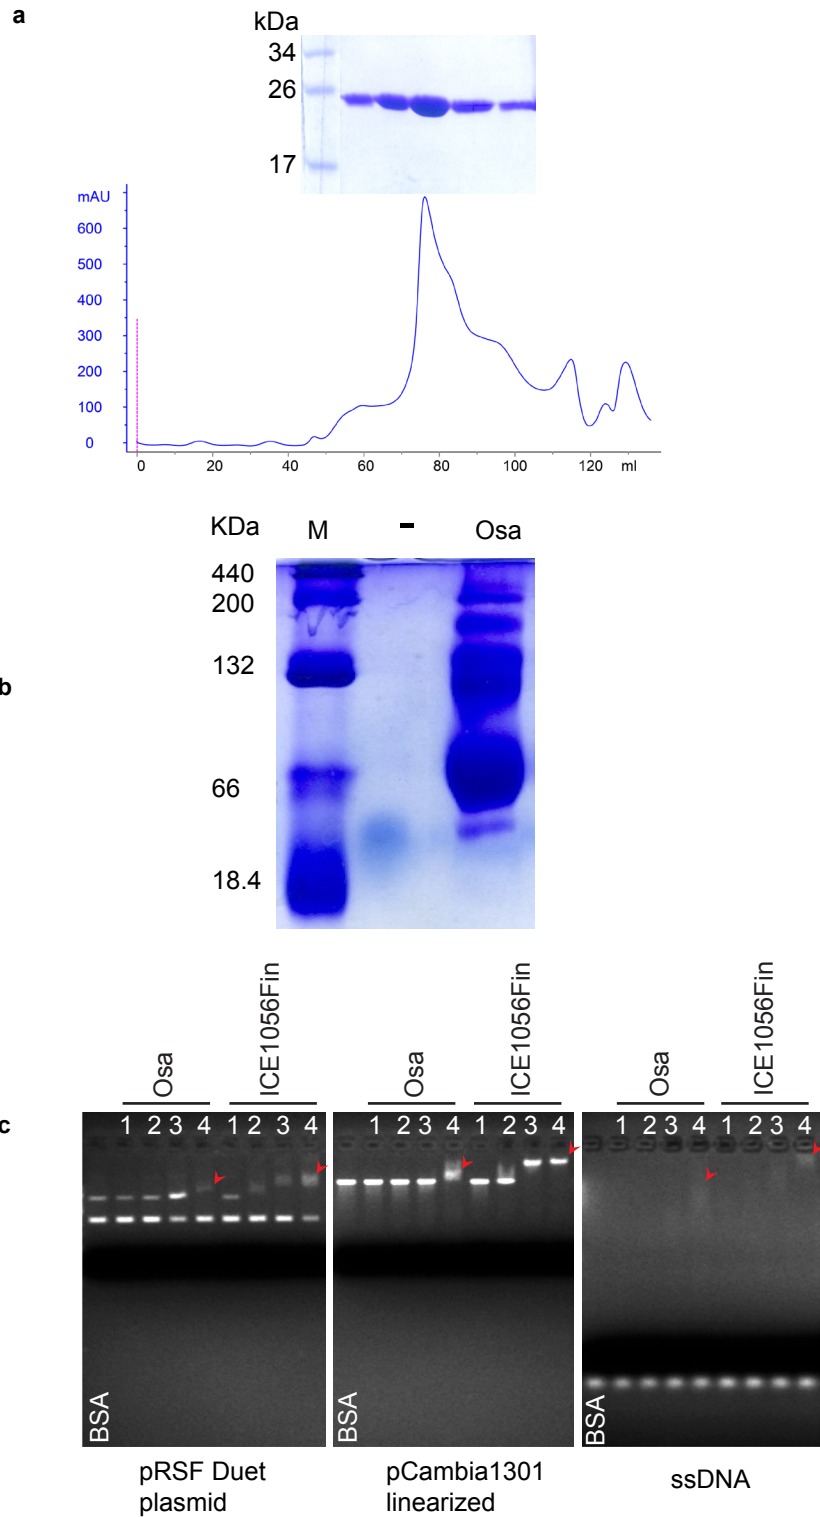 a
kDa
34
26
17
mAU
600
500
400
300
200
100
0
0 20 40 60 80 100 120 ml
b
KDa M - Osa
440
200
132
66
18.4
c
Osa ICE1056Fin Osa ICE1056Fin Osa ICE1056Fin
1 2 3 4 1 2 3 4 1 2 3 4 1 2 3 4 1 2 3 4 1 2 3 4
BSA BSA BSA
pRSF Duet
plasmid
pCambia1301
linearized
ssDNA